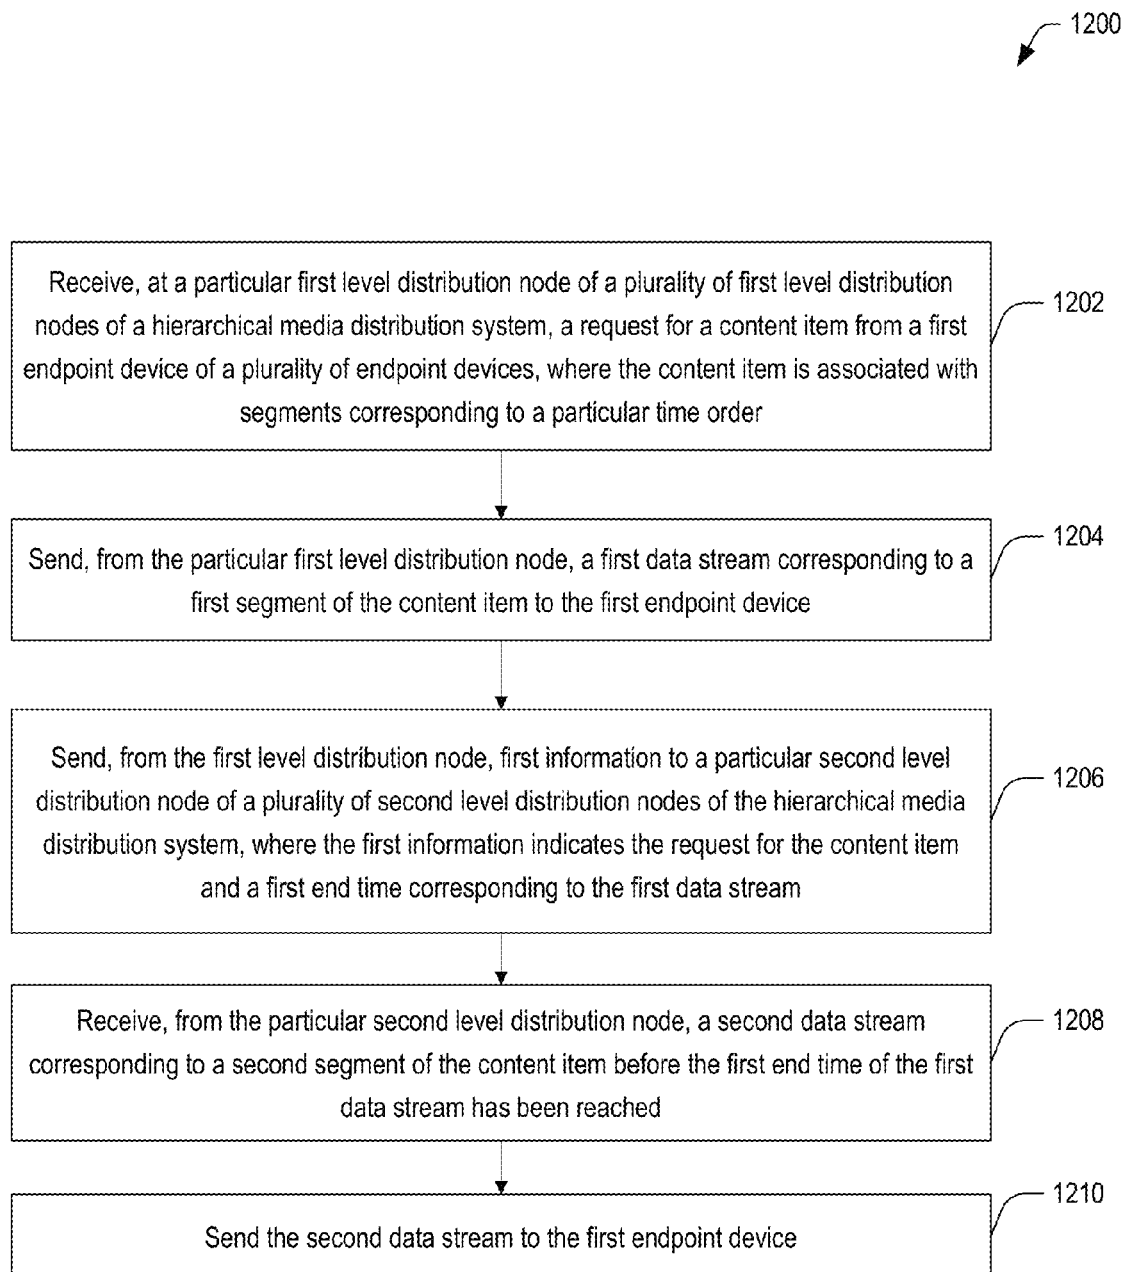 1200
Receive, at a particular first level distribution node of a plurality of first level distribution
nodes of a hierarchical media distribution system, a request for a content item from a first
endpoint device of a plurality of endpoint devices, where the content item is associated with
segments corresponding to a particular time order
1202
Send, from the particular first level distribution node, a first data stream corresponding to a
first segment of the content item to the first endpoint device
1204
Send, from the first level distribution node, first information to a particular second level
distribution node of a plurality of second level distribution nodes of the hierarchical media
distribution system, where the first information indicates the request for the content item
and a first end time corresponding to the first data stream
1206
Receive, from the particular second level distribution node, a second data stream
corresponding to a second segment of the content item before the first end time of the first
data stream has been reached
1208
Send the second data stream to the first endpoint device
1210